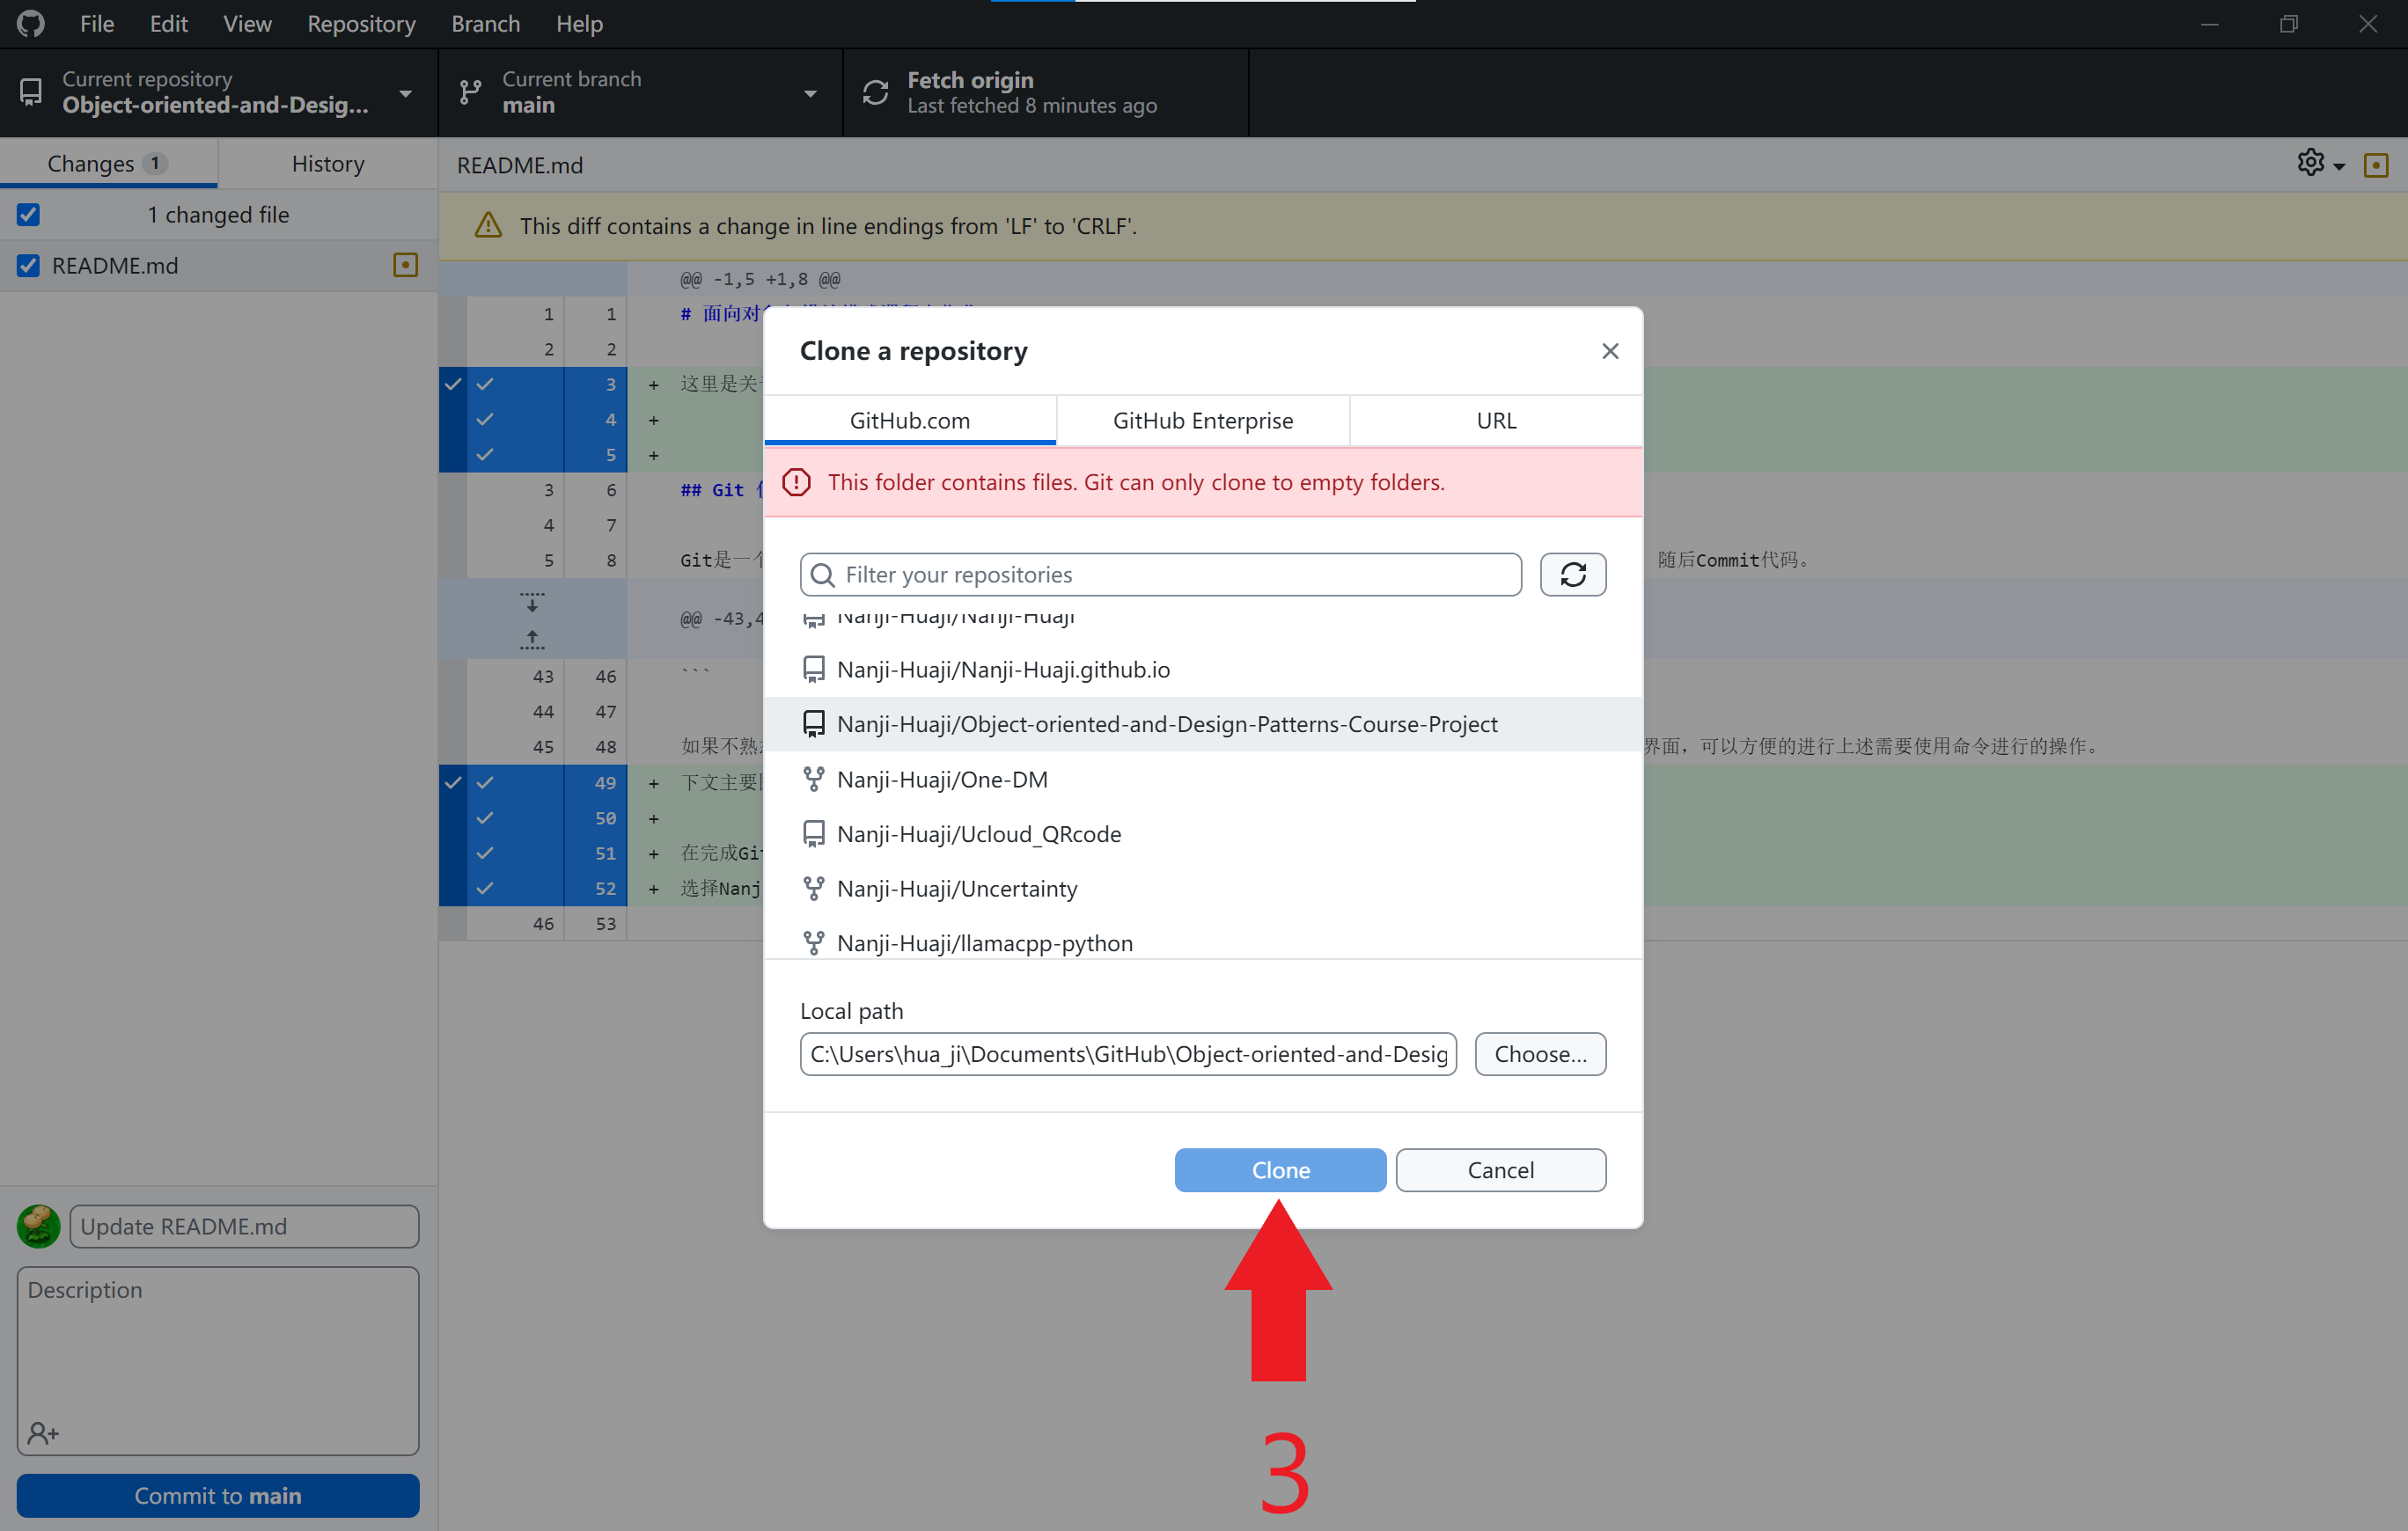 File Edit View Repository Branch Help
Current repository
Object-oriented-and-Desig...
Current branch
main
Fetch origin
Last fetched 8 minutes ago
Changes 1
History
1 changed file
README.md
README.md
This diff contains a change in line endings from 'LF' to 'CRLF'.
@@ -1,5 +1,8 @@
1 1 # 面向对
2 2
3 + 这里是关
4 +
5 +
3 6 ## Git
4 7
5 8 Git是一个 随后Commit代码。
@@ -43,4
43 46 ```
44 47
45 48 如果不熟 界面，可以方便的进行上述需要使用命令进行的操作。
49 + 下文主要
50 +
51 + 在完成Git
52 + 选择Nanj
46 53
Clone a repository
GitHub.com
GitHub Enterprise
URL
This folder contains files. Git can only clone to empty folders.
Filter your repositories
Nanji-Huaji/Nanji-Huaji
Nanji-Huaji/Nanji-Huaji.github.io
Nanji-Huaji/Object-oriented-and-Design-Patterns-Course-Project
Nanji-Huaji/One-DM
Nanji-Huaji/Ucloud_QRcode
Nanji-Huaji/Uncertainty
Nanji-Huaji/llamacpp-python
Local path
C:\Users\hua_ji\Documents\GitHub\Object-oriented-and-Desig
Choose...
Clone
Cancel
3
Update README.md
Description
Commit to main